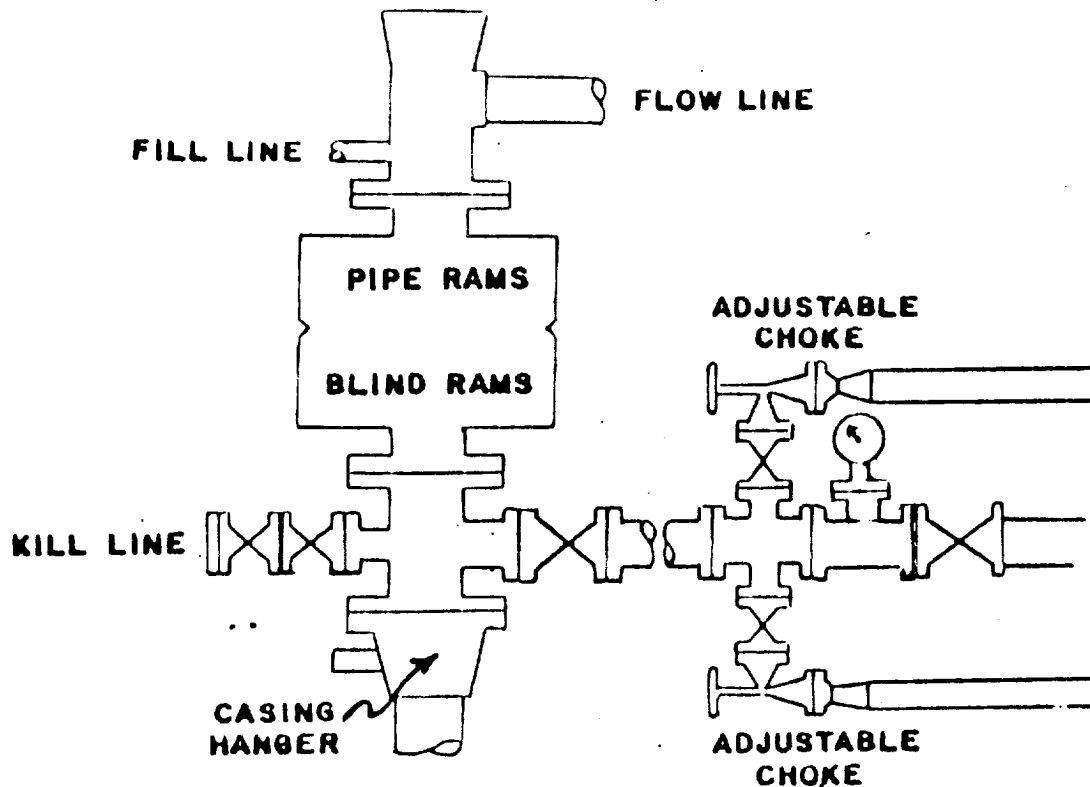 FLOW LINE
FILL LINE
PIPE RAMS
BLIND RAMS
ADJUSTABLE
CHOKE
KILL LINE
CASING
HANGER
ADJUSTABLE
CHOKE